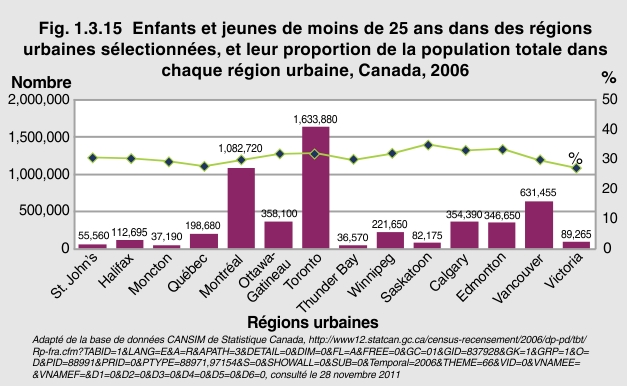 Fig. 1.3.15 Enfants et jeunes de moins de 25 ans dans des régions
urbaines sélectionnées, et leur proportion de la population totale dans
chaque région urbaine, Canada, 2006
Nombre
%
2,000,000
1,500,000
1,000,000
500,000
0
50
40
30
20
10
0
%
55,560
112,695
37,190
198,680
1,082,720
358,100
1,633,880
36,570
221,650
82,175
354,390
346,650
631,455
89,265
St. John's
Halifax
Moncton
Québec
Montréal
Ottawa-
Gatineau
Toronto
Thunder Bay
Winnipeg
Saskatoon
Calgary
Edmonton
Vancouver
Victoria
Régions urbaines
Adapté de la base de données CANSIM de Statistique Canada, http://www12.statcan.gc.ca/census-recensement/2006/dp-pd/tbt/
Rp-fra.cfm?TABID=1&LANG=E&A=R&APATH=3&DETAIL=0&DIM=0&FL=A&FREE=0&GC=01&GID=837928&GK=1&GRP=1&O=
D&PID=88991&PRID=0&PTYPE=88971,97154&S=0&SHOWALL=0&SUB=0&Temporal=2006&THEME=66&VID=0&VNAMEE=
&VNAMEF=&D1=0&D2=0&D3=0&D4=0&D5=0&D6=0, consulté le 28 novembre 2011